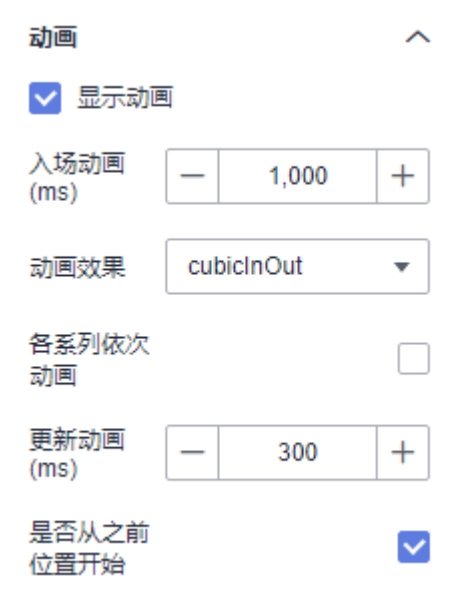 动画
显示动画
入场动画
(ms)
1,000
动画效果
cubicInOut
各系列依次
动画
更新动画
(ms)
300
是否从之前
位置开始